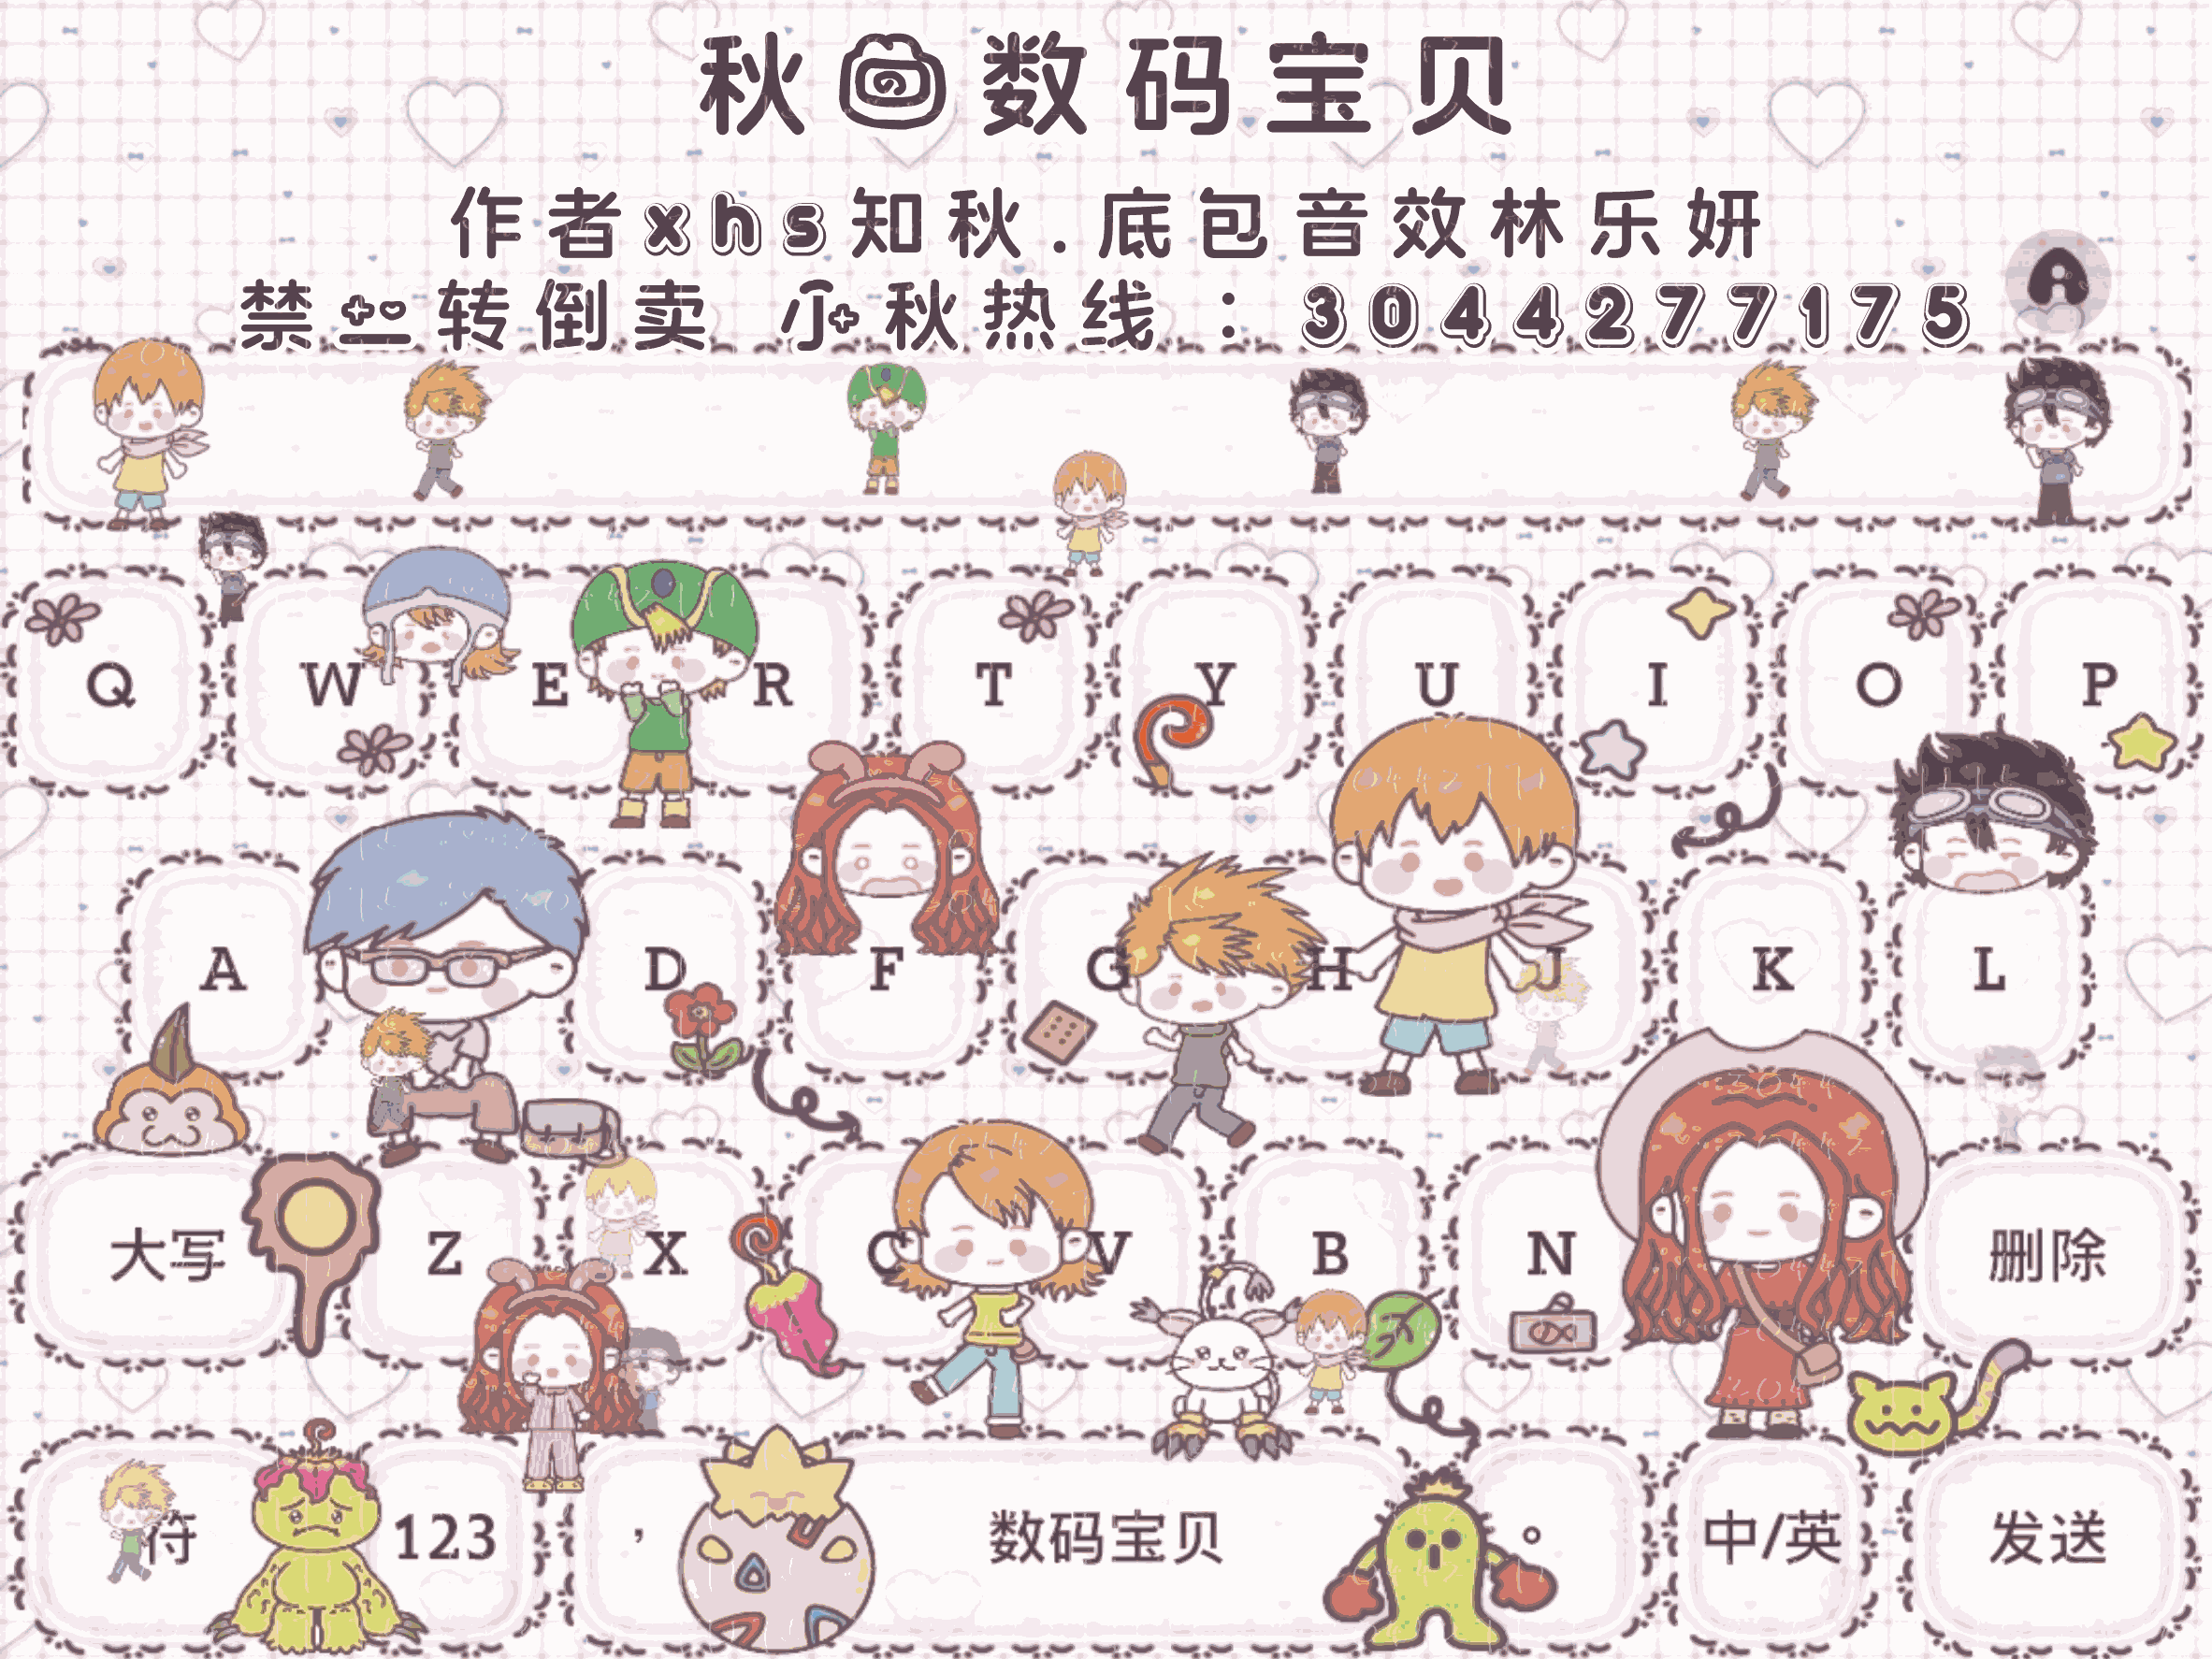 秋の数码宝贝
作者xhs知秋.底包音效林乐妍
禁止转倒卖 小秋热线:3044277175
A
Q W E R T Y U I O P
A D F G H J K L
大写 Z X C V B N 删除
符 123 , 数码宝贝 。 中/英 发送